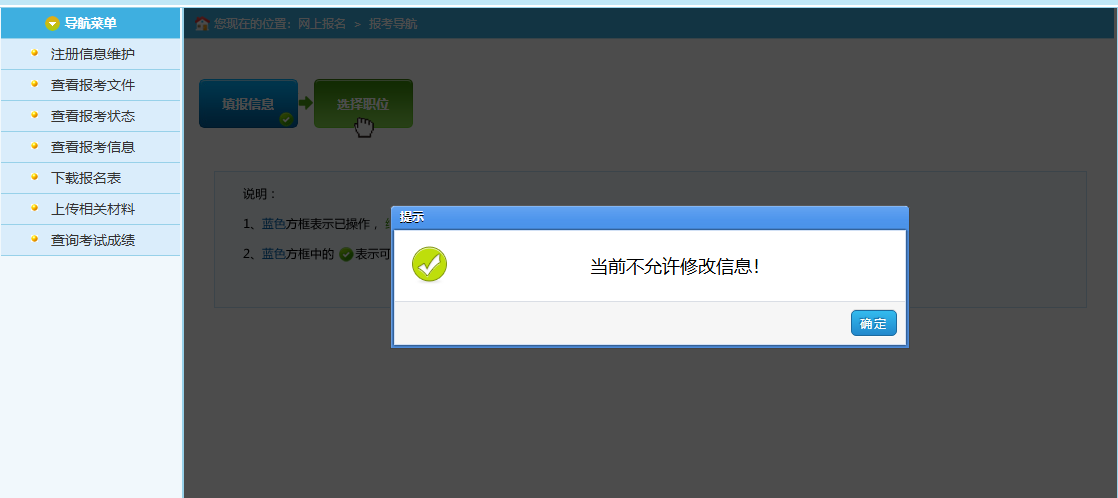 导航菜单
注册信息维护
查看报考文件
查看报考状态
查看报考信息
下载报名表
上传相关材料
查询考试成绩
您现在的位置：网上报名 > 报考导航
填报信息
选择职位
说明：
1、蓝色方框表示已操作，
2、蓝色方框中的 表示可
提示
当前不允许修改信息！
确定